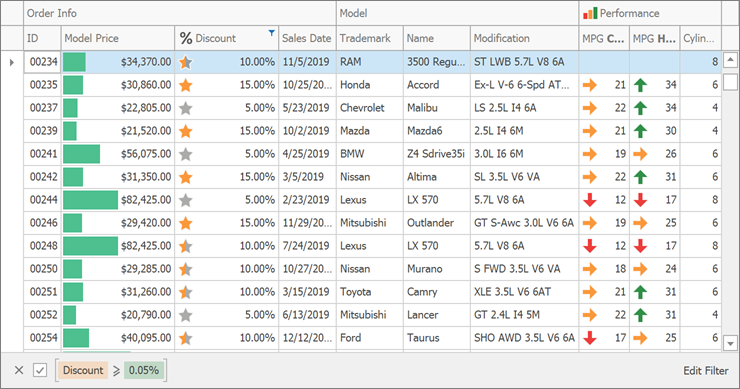 Order Info Model Performance
ID Model Price % Discount Sales Date Trademark Name Modification MPG C... MPG H... Cylin...
00234 $34,370.00 10.00% 11/5/2019 RAM 3500 Regu... ST LWB 5.7L V8 6A 8
00235 $30,860.00 15.00% 10/25/20... Honda Accord Ex-L V-6 6-Spd AT... 21 34 6
00237 $22,805.00 5.00% 5/23/2019 Chevrolet Malibu LS 2.5L I4 6A 22 34 4
00239 $21,520.00 15.00% 10/2/2019 Mazda Mazda6 2.5L I4 6M 21 30 4
00241 $56,075.00 5.00% 4/25/2019 BMW Z4 Sdrive35i 3.0L I6 6M 19 26 6
00242 $31,350.00 15.00% 3/5/2019 Nissan Altima SL 3.5L V6 VA 22 31 6
00244 $82,425.00 5.00% 2/23/2019 Lexus LX 570 5.7L V8 6A 12 17 8
00246 $29,420.00 15.00% 11/29/20... Mitsubishi Outlander GT S-Awc 3.0L V6 6A 19 25 6
00248 $82,425.00 10.00% 7/24/2019 Lexus LX 570 5.7L V8 6A 12 17 8
00250 $29,285.00 10.00% 10/27/20... Nissan Murano S FWD 3.5L V6 VA 18 24 6
00251 $31,260.00 10.00% 3/15/2019 Toyota Camry XLE 3.5L V6 6AT 21 31 6
00252 $20,790.00 5.00% 6/13/2019 Mitsubishi Lancer GT 2.4L I4 5M 22 31 4
00254 $40,095.00 10.00% 12/12/20... Ford Taurus SHO AWD 3.5L V6 6A 17 25 6
Discount ⩾ 0.05% Edit Filter